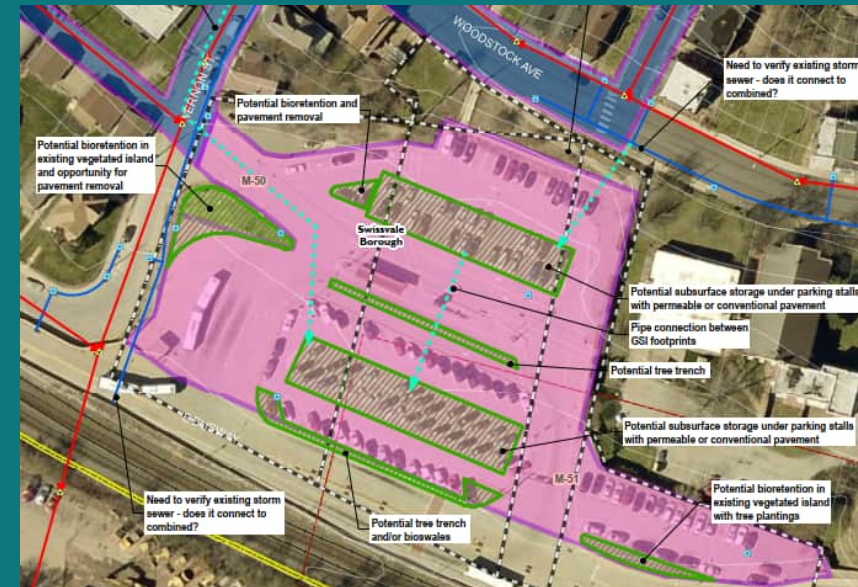 WOODSTOCK AVE
VERNON ST
Need to verify existing storm
sewer - does it connect to
combined?
Potential bioretention and
pavement removal
Potential bioretention in
existing vegetated island
and opportunity for
pavement removal
M-50
Swissvale
Borough
Potential subsurface storage under parking stalls
with permeable or conventional pavement
Pipe connection between
GSI footprints
Potential tree trench
Potential subsurface storage under parking stalls
with permeable or conventional pavement
M-51
Need to verify existing storm
sewer - does it connect to
combined?
Potential tree trench
and/or bioswales
Potential bioretention in
existing vegetated island
with tree plantings